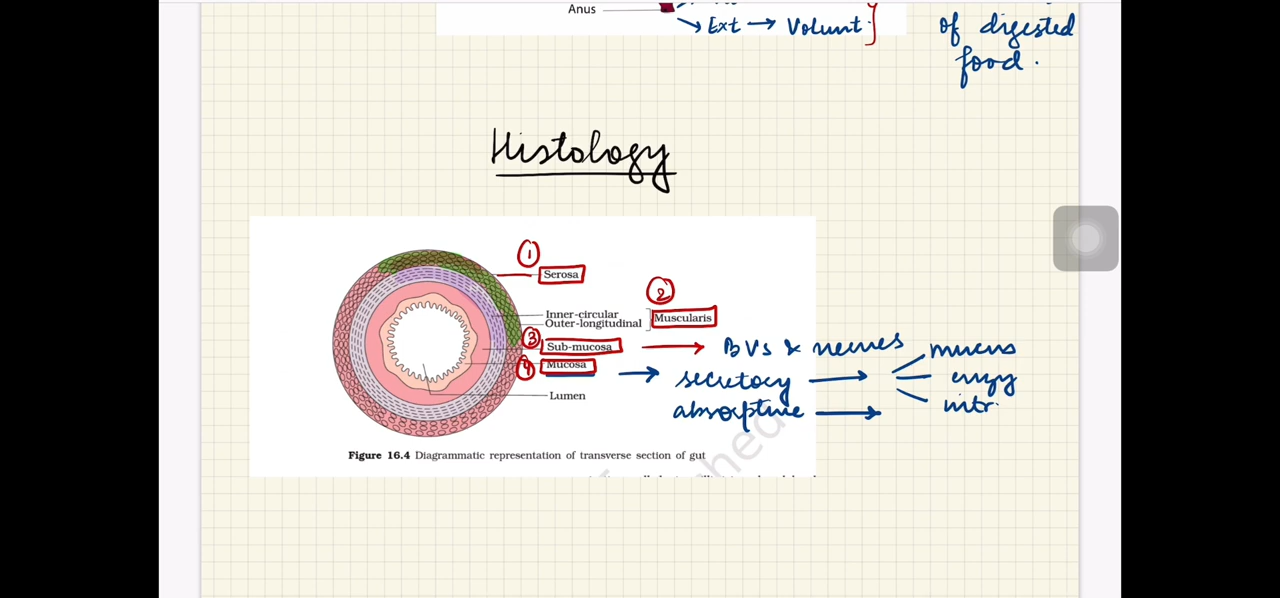 Anus
→ Ext → Volunt.
of digested
food.
Histology
1
Serosa
2
Inner-circular
Outer-longitudinal
Muscularis
3
Sub-mucosa → BVs & nerves
4
Mucosa → secretory → mucus
enzy
intr
absorptive →
Lumen
Figure 16.4 Diagrammatic representation of transverse section of gut